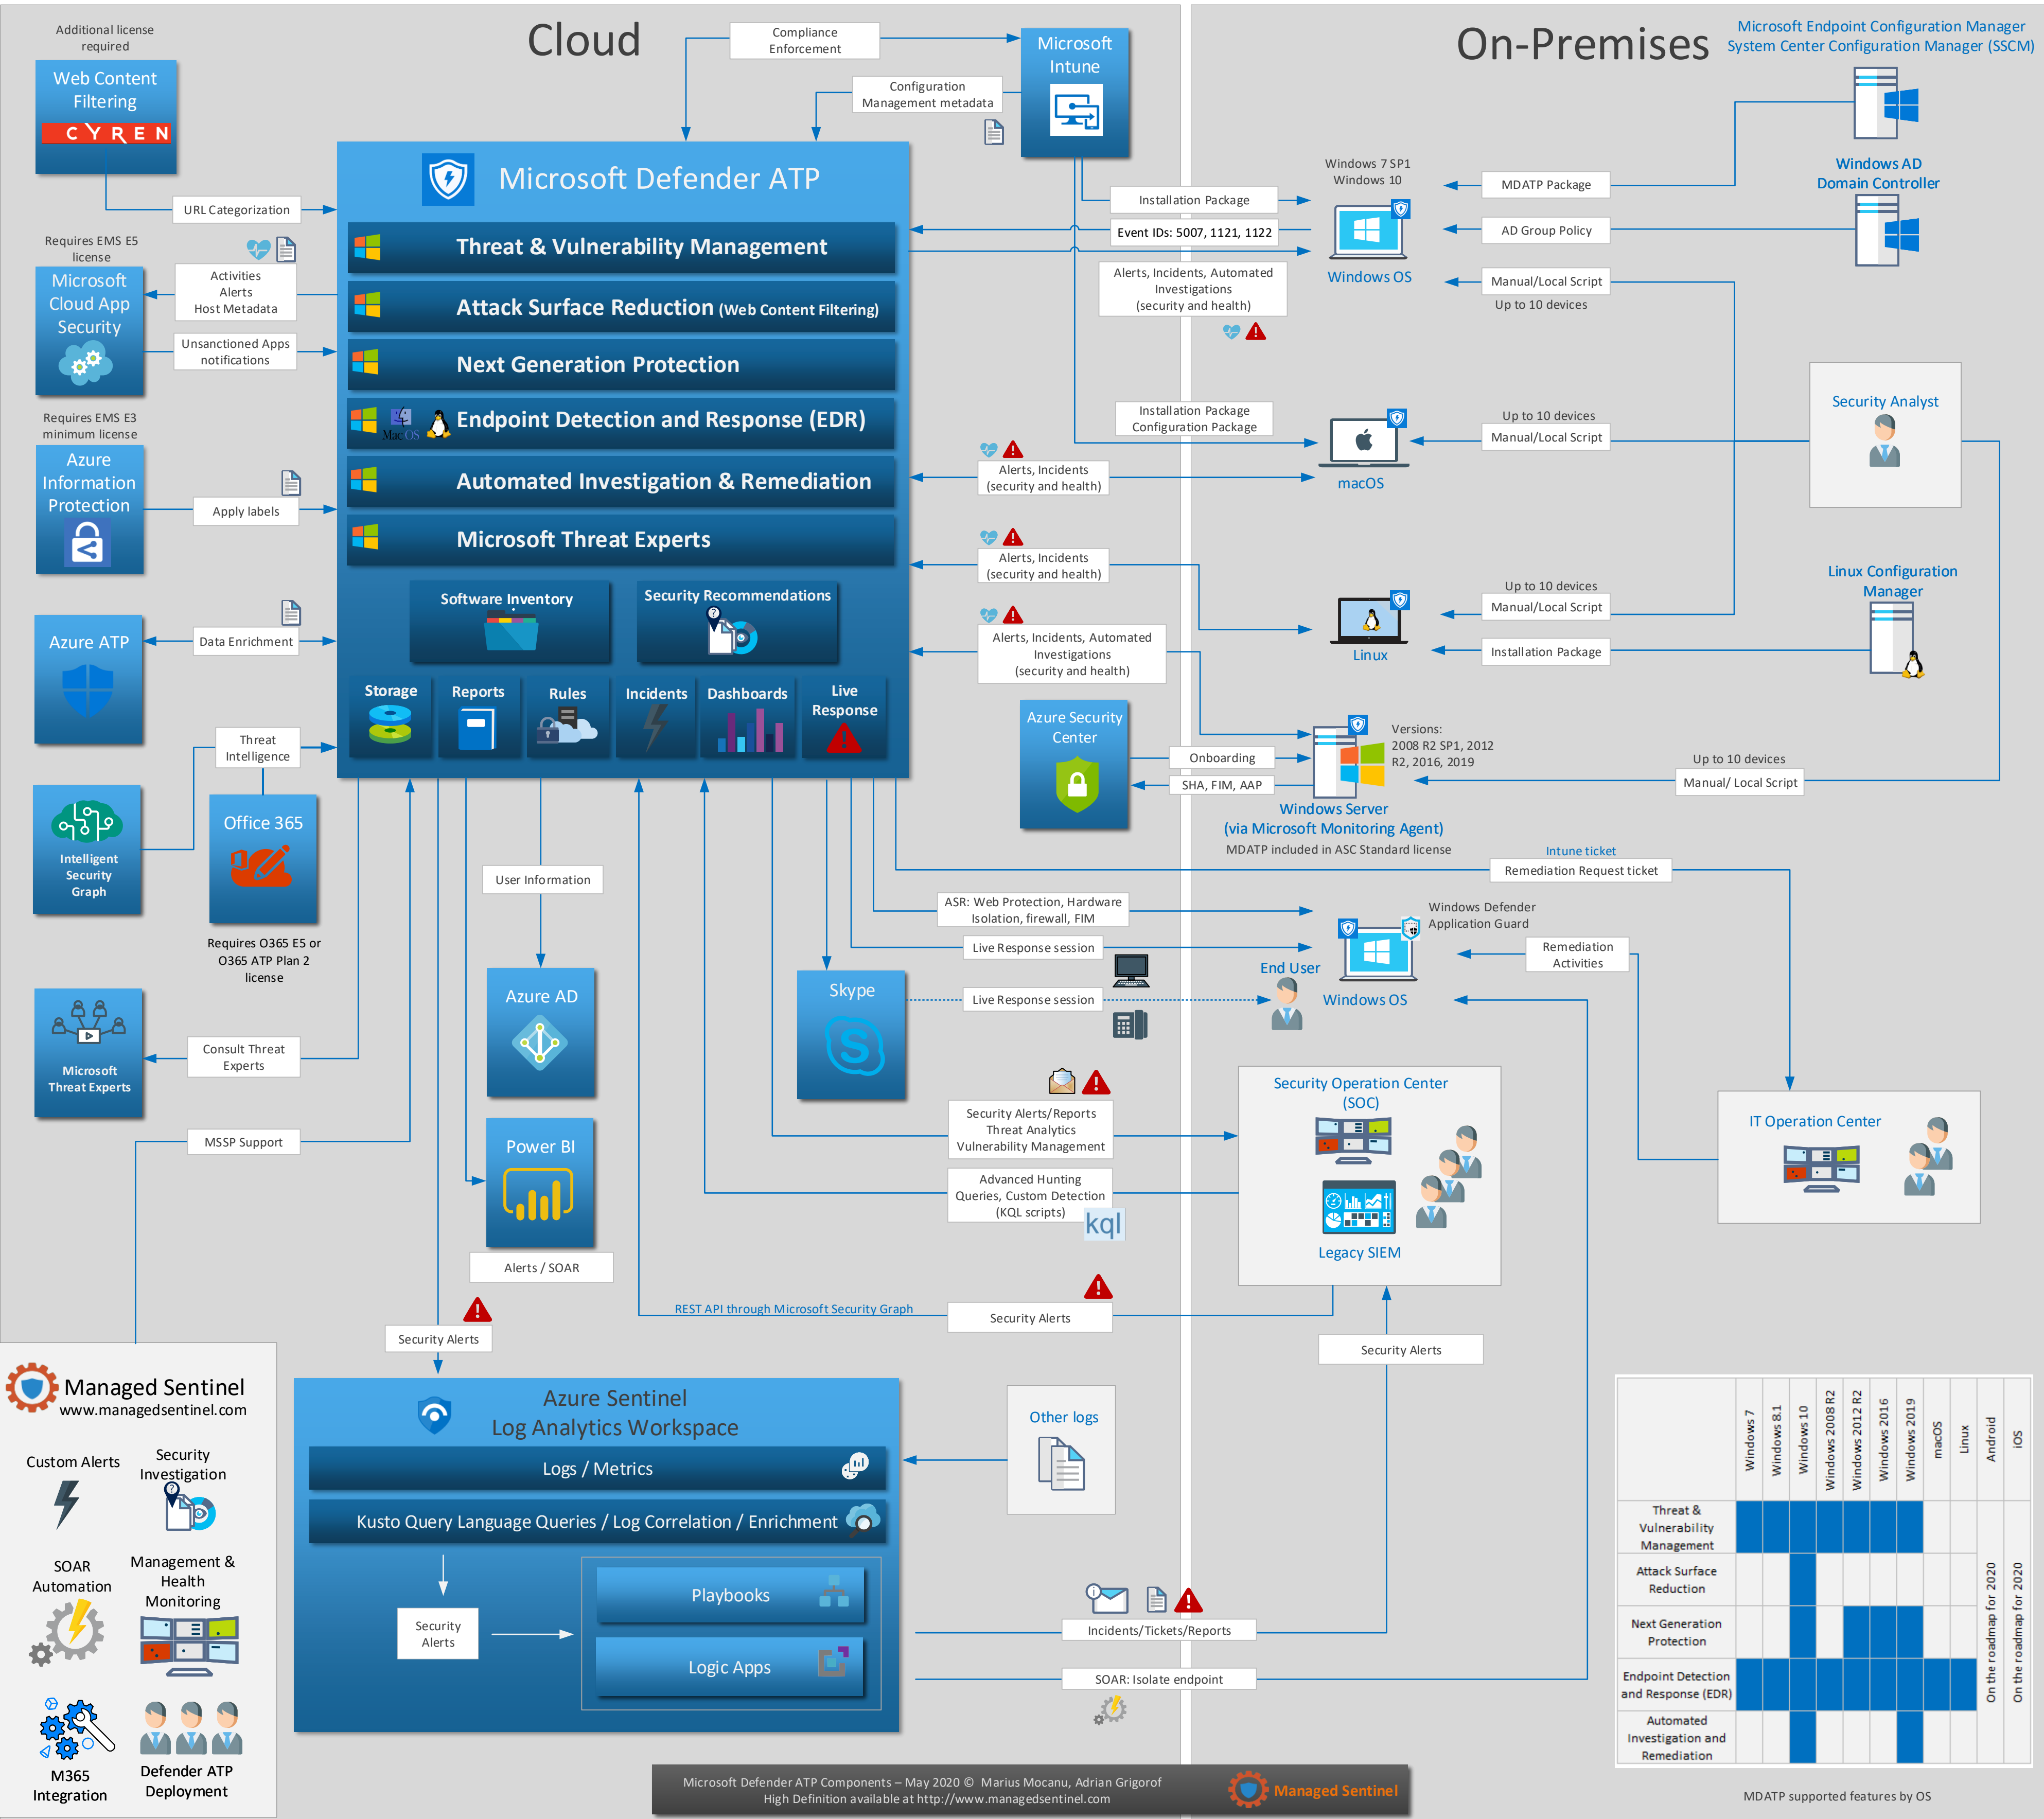 Cloud
On-Premises
Additional license
required
Web Content
Filtering
CYREN
URL Categorization
Requires EMS E5
license
Microsoft
Cloud App
Security
Activities
Alerts
Host Metadata
Unsanctioned Apps
notifications
Requires EMS E3
minimum license
Azure
Information
Protection
Apply labels
Azure ATP
Data Enrichment
Threat
Intelligence
Intelligent
Security
Graph
Office 365
Requires O365 E5 or
O365 ATP Plan 2
license
Microsoft
Threat Experts
Consult Threat
Experts
MSSP Support
Compliance
Enforcement
Configuration
Management metadata
Microsoft
Intune
Microsoft Defender ATP
Threat & Vulnerability Management
Attack Surface Reduction (Web Content Filtering)
Next Generation Protection
MacOS
Endpoint Detection and Response (EDR)
Automated Investigation & Remediation
Microsoft Threat Experts
Software Inventory
?
Security Recommendations
Storage
Reports
Rules
Incidents
Dashboards
Live
Response
Installation Package
Event IDs: 5007, 1121, 1122
Alerts, Incidents, Automated
Investigations
(security and health)
Installation Package
Configuration Package
Alerts, Incidents
(security and health)
Alerts, Incidents
(security and health)
Alerts, Incidents, Automated
Investigations
(security and health)
Azure Security
Center
Onboarding
SHA, FIM, AAP
Microsoft Endpoint Configuration Manager
System Center Configuration Manager (SSCM)
Windows 7 SP1
Windows 10
Windows OS
MDATP Package
AD Group Policy
Manual/Local Script
Up to 10 devices
Windows AD
Domain Controller
macOS
Up to 10 devices
Manual/Local Script
Security Analyst
Linux
Up to 10 devices
Manual/Local Script
Installation Package
Linux Configuration
Manager
Versions:
2008 R2 SP1, 2012
R2, 2016, 2019
Windows Server
(via Microsoft Monitoring Agent)
MDATP included in ASC Standard license
Up to 10 devices
Manual/ Local Script
Intune ticket
Remediation Request ticket
User Information
Azure AD
Power BI
Alerts / SOAR
Skype
S
ASR: Web Protection, Hardware
Isolation, firewall, FIM
Live Response session
Live Response session
Windows Defender
Application Guard
End User
Windows OS
Remediation
Activities
Security Alerts/Reports
Threat Analytics
Vulnerability Management
Advanced Hunting
Queries, Custom Detection
(KQL scripts)
kql
Security Operation Center
(SOC)
Legacy SIEM
IT Operation Center
REST API through Microsoft Security Graph
Security Alerts
Security Alerts
Security Alerts
Azure Sentinel
Log Analytics Workspace
Logs / Metrics
Kusto Query Language Queries / Log Correlation / Enrichment
Security
Alerts
Playbooks
Logic Apps
Other logs
Incidents/Tickets/Reports
SOAR: Isolate endpoint
Managed Sentinel
www.managedsentinel.com
Custom Alerts
Security
Investigation
?
SOAR
Automation
Management &
Health
Monitoring
M365
Integration
Defender ATP
Deployment
Windows 7
Windows 8.1
Windows 10
Windows 2008 R2
Windows 2012 R2
Windows 2016
Windows 2019
macOS
Linux
Android
iOS
Threat &
Vulnerability
Management
Attack Surface
Reduction
Next Generation
Protection
Endpoint Detection
and Response (EDR)
Automated
Investigation and
Remediation
On the roadmap for 2020
On the roadmap for 2020
MDATP supported features by OS
Microsoft Defender ATP Components – May 2020 © Marius Mocanu, Adrian Grigorof
High Definition available at http://www.managedsentinel.com
Managed Sentinel